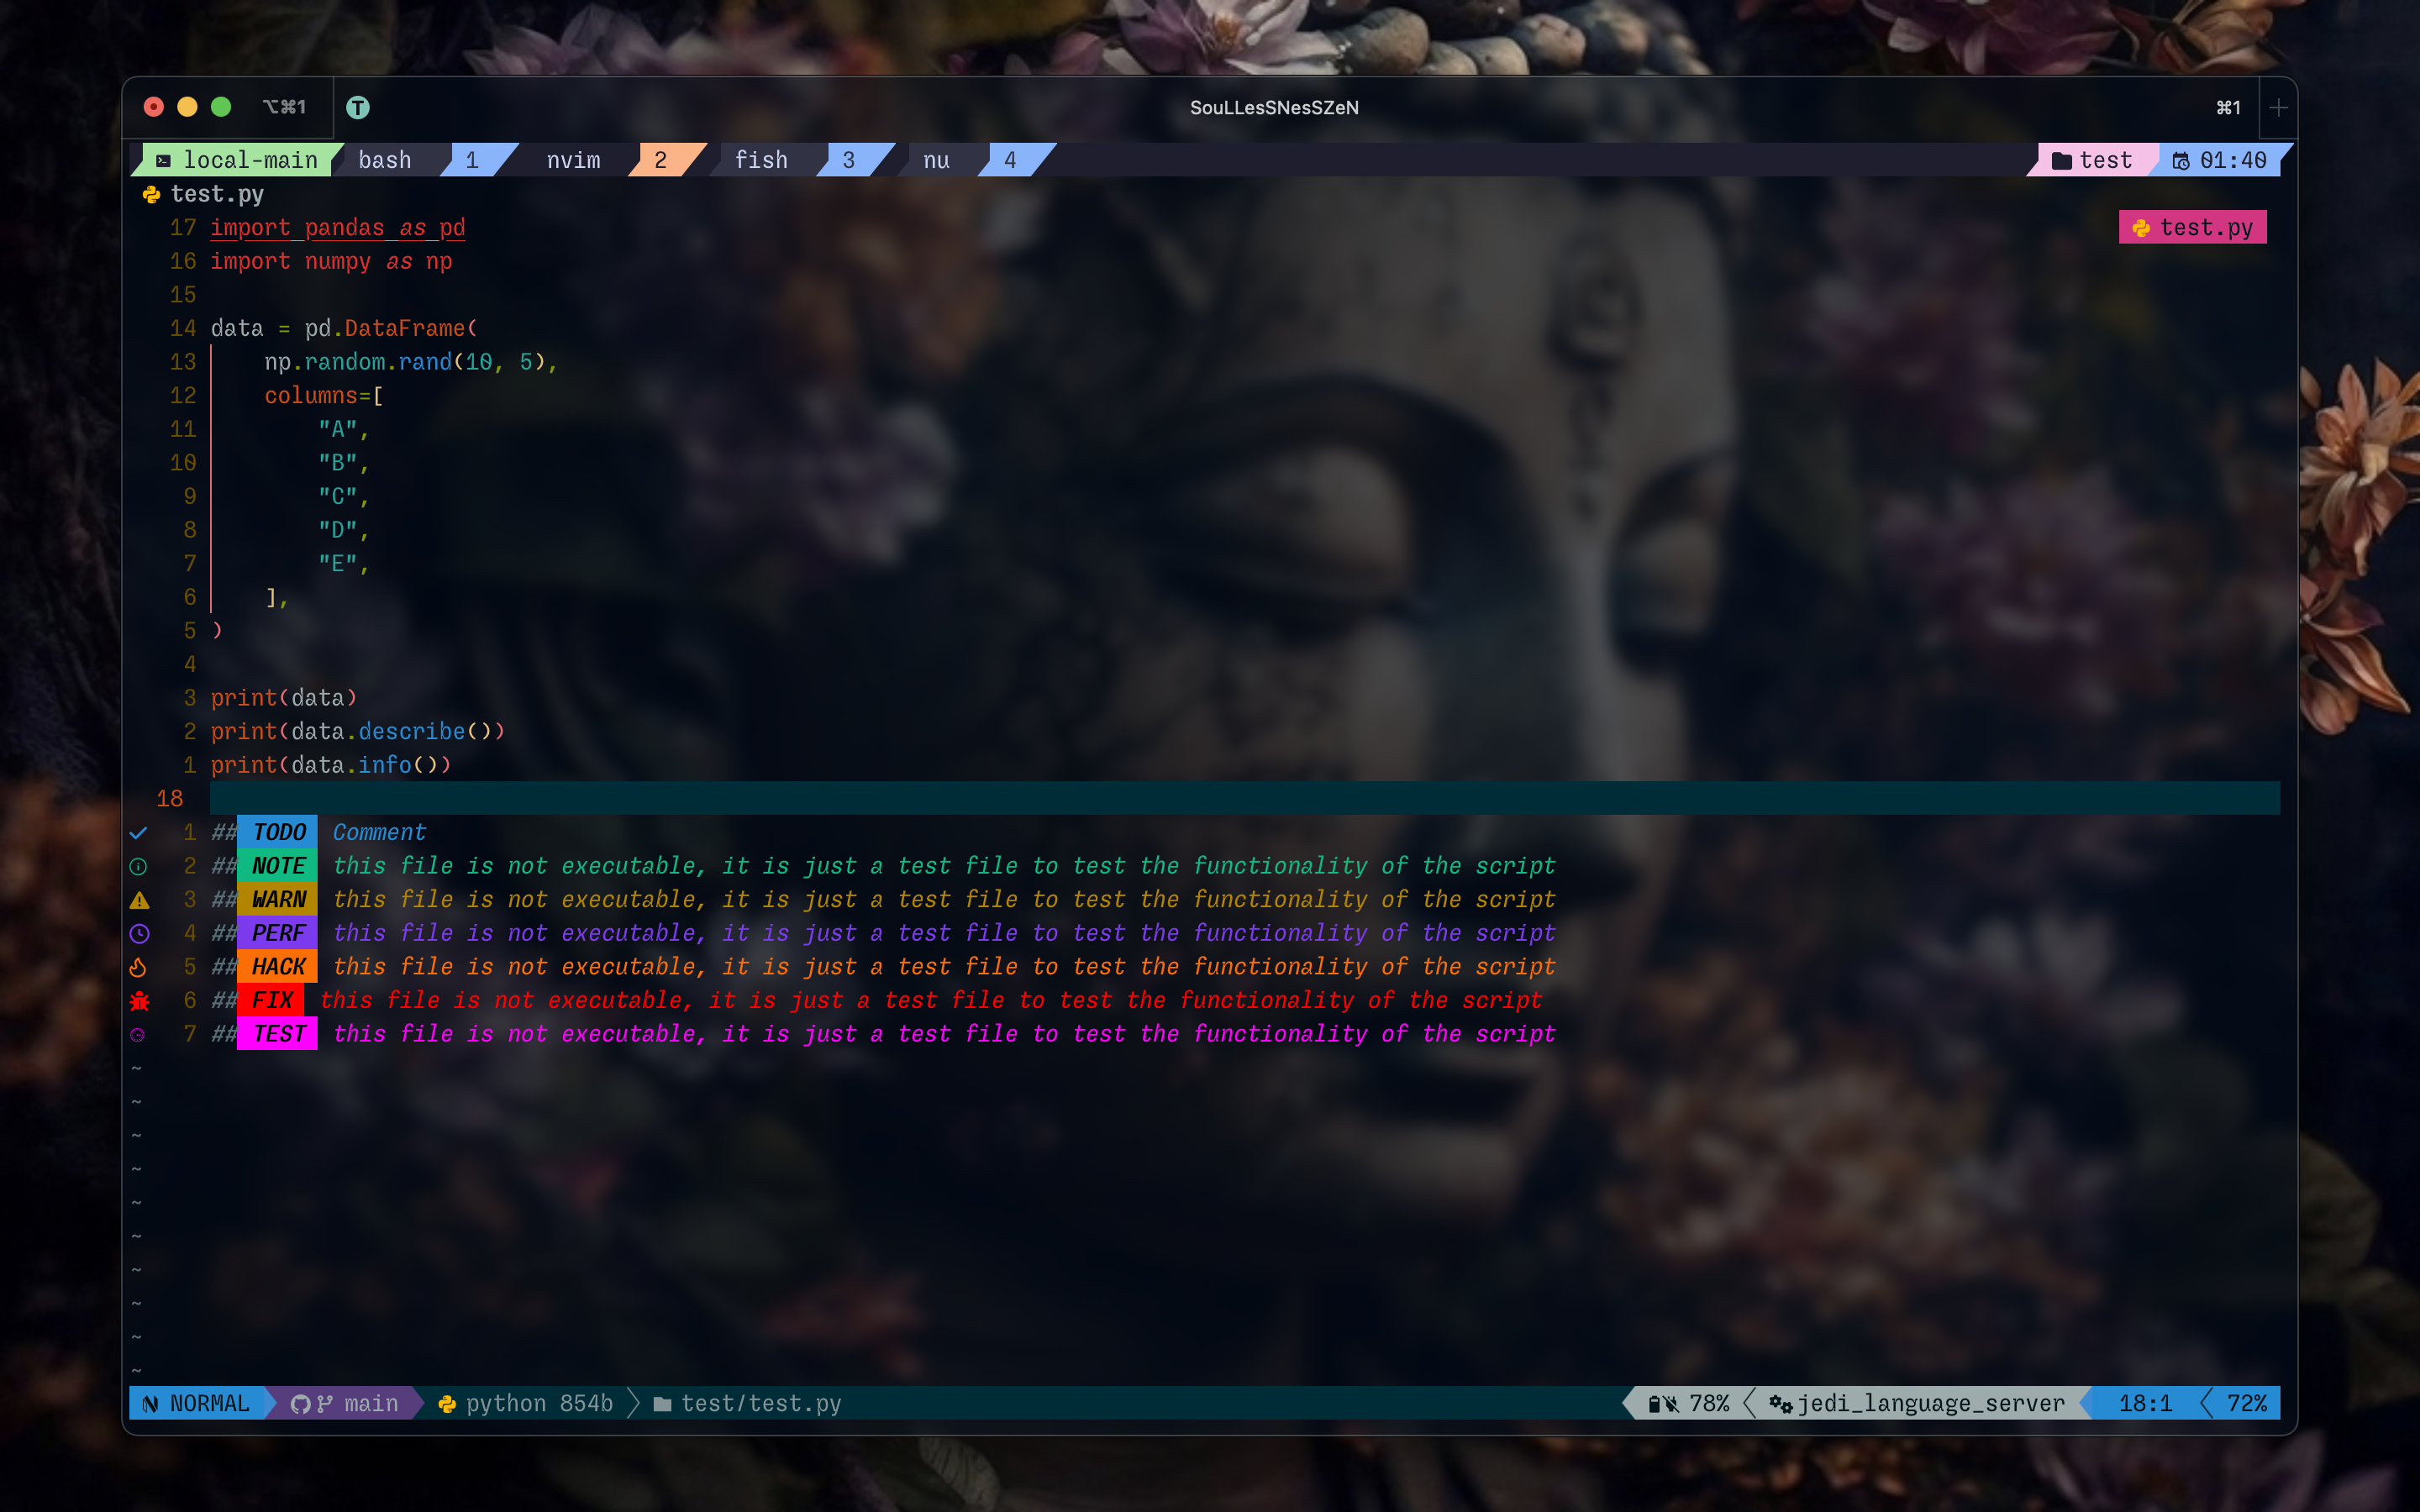 ⌥⌘1 T SouLLesSNesSZeN ⌘1 +
local-main bash 1 nvim 2 fish 3 nu 4 test 01:40
test.py
17 import pandas as pd test.py
16 import numpy as np
15
14 data = pd.DataFrame(
13 np.random.rand(10, 5),
12 columns=[
11 "A",
10 "B",
9 "C",
8 "D",
7 "E",
6 ],
5 )
4
3 print(data)
2 print(data.describe())
1 print(data.info())
18
1 ## TODO Comment
2 ## NOTE this file is not executable, it is just a test file to test the functionality of the script
3 ## WARN this file is not executable, it is just a test file to test the functionality of the script
4 ## PERF this file is not executable, it is just a test file to test the functionality of the script
5 ## HACK this file is not executable, it is just a test file to test the functionality of the script
6 ## FIX this file is not executable, it is just a test file to test the functionality of the script
7 ## TEST this file is not executable, it is just a test file to test the functionality of the script
~
~
~
~
~
~
~
~
~
~
NORMAL main python 854b test/test.py 78% jedi_language_server 18:1 72%